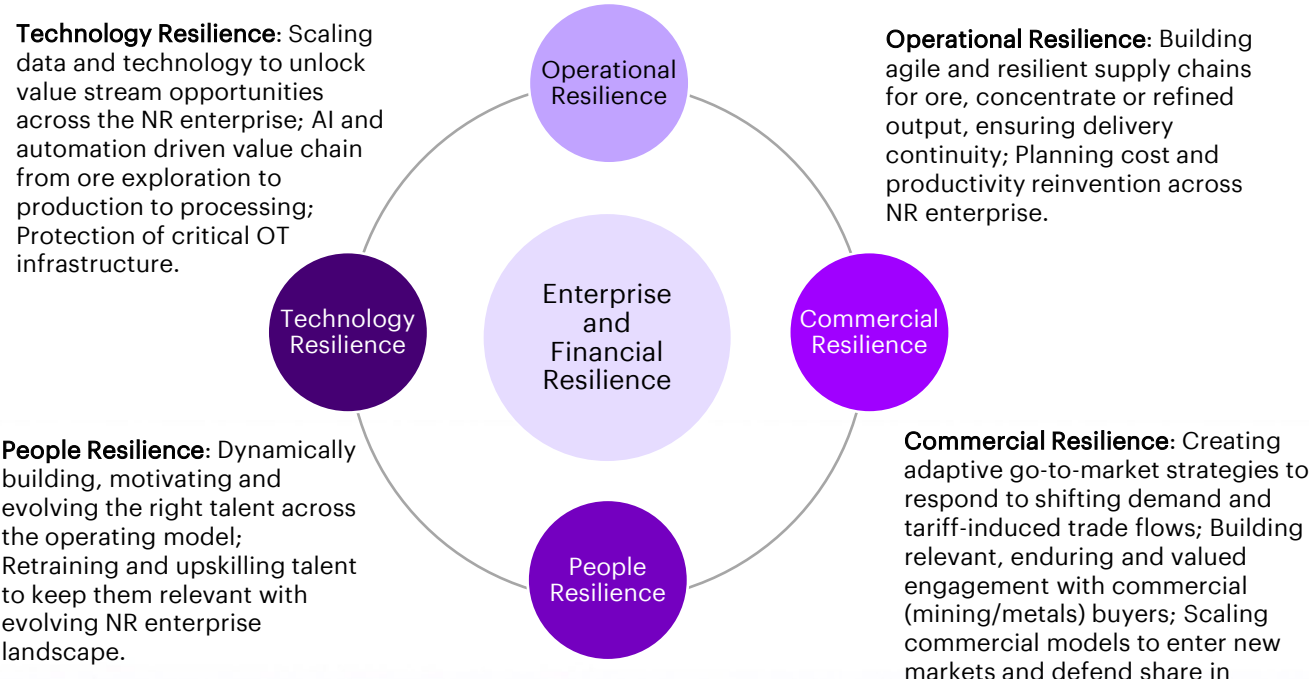 Technology Resilience: Scaling
data and technology to unlock
value stream opportunities
across the NR enterprise; AI and
automation driven value chain
from ore exploration to
production to processing;
Protection of critical OT
infrastructure.
Operational
Resilience
Operational Resilience: Building
agile and resilient supply chains
for ore, concentrate or refined
output, ensuring delivery
continuity; Planning cost and
productivity reinvention across
NR enterprise.
Technology
Resilience
Enterprise
and
Financial
Resilience
Commercial
Resilience
People Resilience: Dynamically
building, motivating and
evolving the right talent across
the operating model;
Retraining and upskilling talent
to keep them relevant with
evolving NR enterprise
landscape.
People
Resilience
Commercial Resilience: Creating
adaptive go-to-market strategies to
respond to shifting demand and
tariff-induced trade flows; Building
relevant, enduring and valued
engagement with commercial
(mining/metals) buyers; Scaling
commercial models to enter new
markets and defend share in